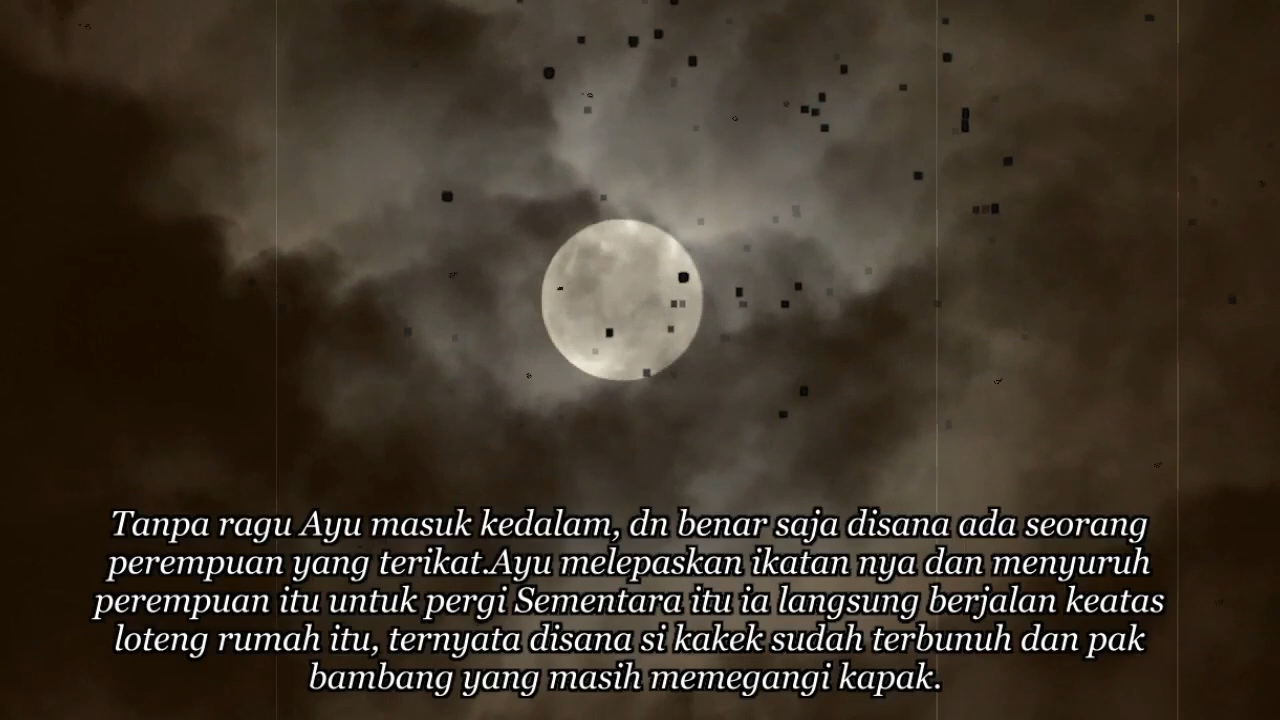 Tanpa ragu Ayu masuk kedalam, dn benar saja disana ada seorang
perempuan yang terikat.Ayu melepaskan ikatan nya dan menyuruh
perempuan itu untuk pergi Sementara itu ia langsung berjalan keatas
loteng rumah itu, ternyata disana si kakek sudah terbunuh dan pak
bambang yang masih memegangi kapak.